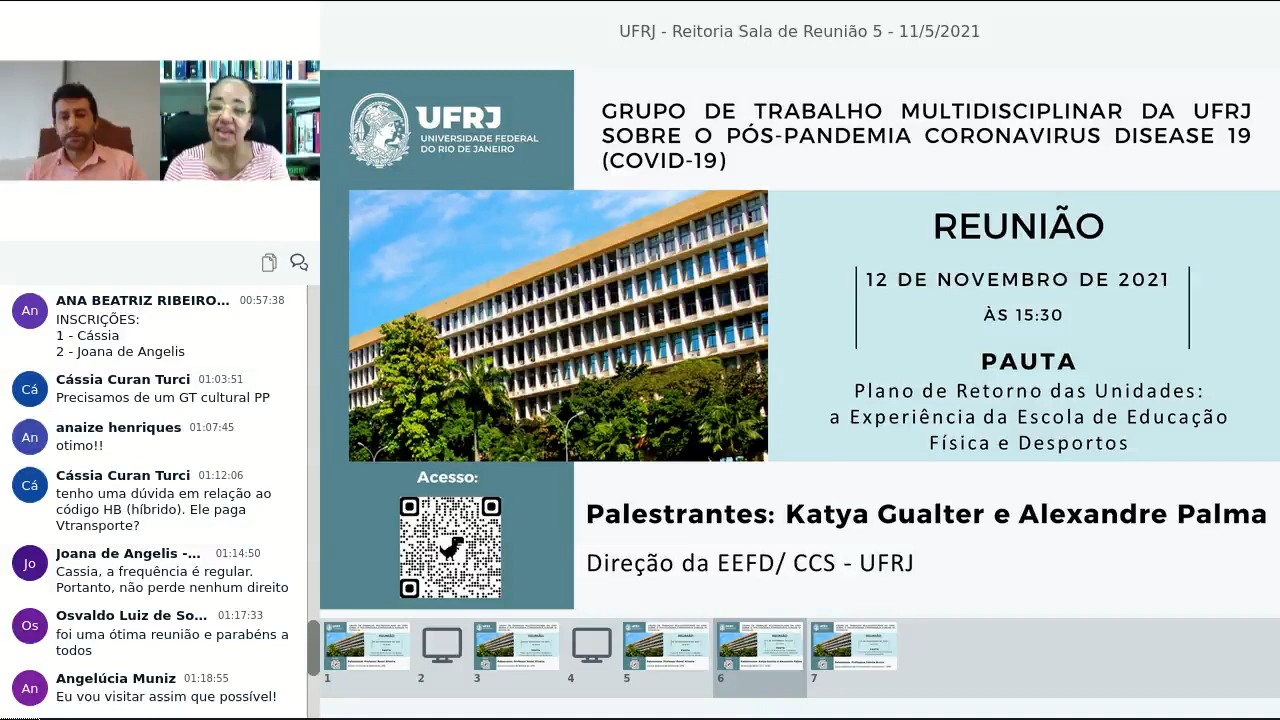 UFRJ - Reitoria Sala de Reunião 5 - 11/5/2021
UFRJ
UNIVERSIDADE FEDERAL
DO RIO DE JANEIRO
GRUPO DE TRABALHO MULTIDISCIPLINAR DA UFRJ
SOBRE O PÓS-PANDEMIA CORONAVIRUS DISEASE 19
(COVID-19)
REUNIÃO
12 DE NOVEMBRO DE 2021
ÀS 15:30
PAUTA
Plano de Retorno das Unidades:
a Experiência da Escola de Educação
Física e Desportos
Acesso:
Palestrantes: Katya Gualter e Alexandre Palma
Direção da EEFD/ CCS - UFRJ
An
ANA BEATRIZ RIBEIRO... 00:57:38
INSCRIÇÕES:
1 - Cássia
2 - Joana de Angelis
Cá
Cássia Curan Turci 01:03:51
Precisamos de um GT cultural PP
An
anaize henriques 01:07:45
otimo!!
Cá
Cássia Curan Turci 01:12:06
tenho uma dúvida em relação ao
código HB (híbrido). Ele paga
Vtransporte?
Jo
Joana de Angelis -... 01:14:50
Cassia, a frequência é regular.
Portanto, não perde nenhum direito
Os
Osvaldo Luiz de So... 01:17:33
foi uma ótima reunião e parabéns a
todos
An
Angelúcia Muniz 01:18:55
Eu vou visitar assim que possível!
1 2 3 4 5 6 7